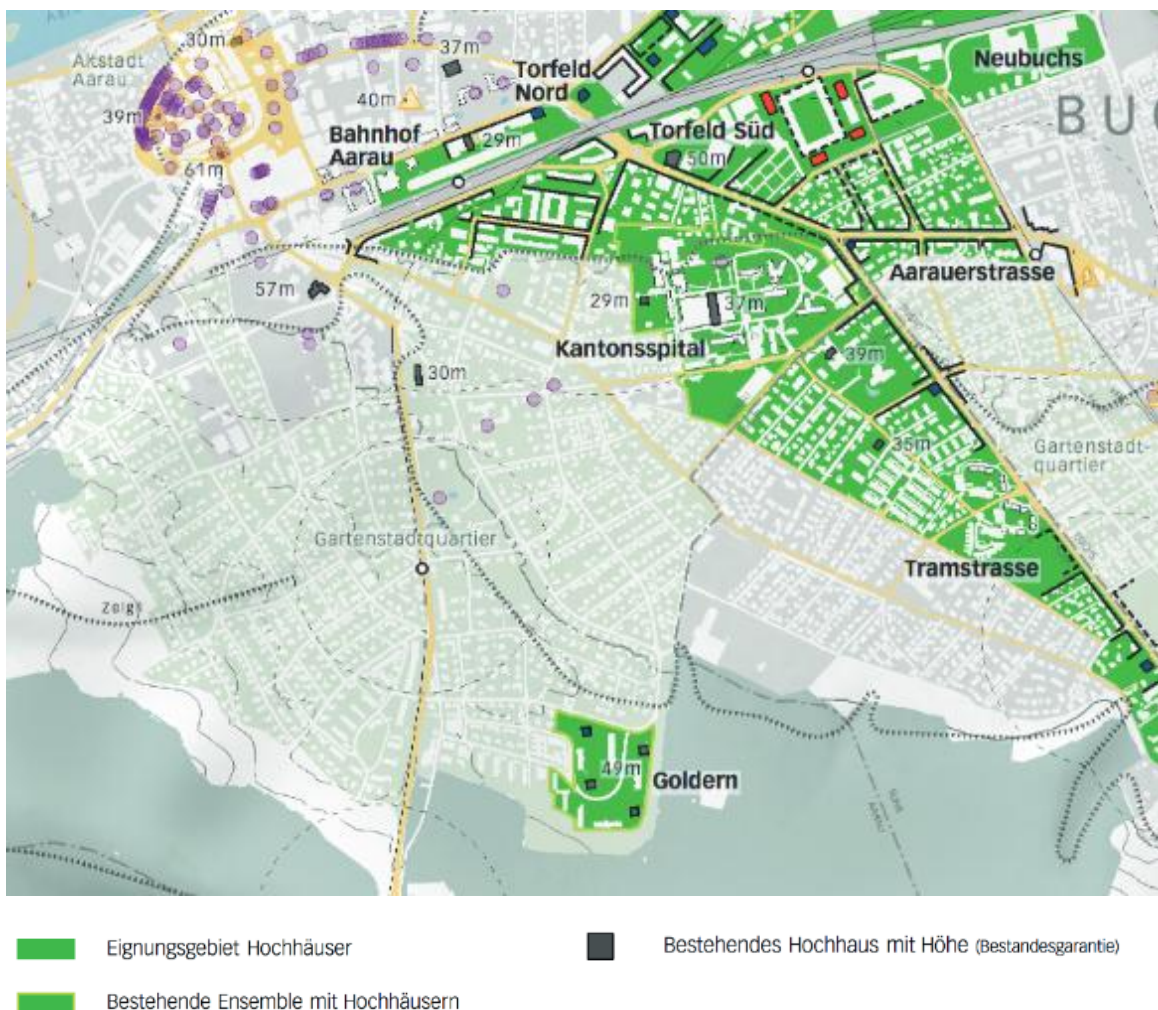 30m
37m
Altstadt
Aarau
Torfeld
Nord
Neubuchs
40m
39m
Bahnhof
Aarau
29m
Torfeld Süd
50m
61m
Aarauerstrasse
57m
29m
37m
Kantonsspital
39m
30m
35m
Gartenstadt-
quartier
Gartenstadtquartier
Tramstrasse
Zelgli
49m
Goldern
Eignungsgebiet Hochhäuser
Bestehendes Hochhaus mit Höhe (Bestandesgarantie)
Bestehende Ensemble mit Hochhäusern